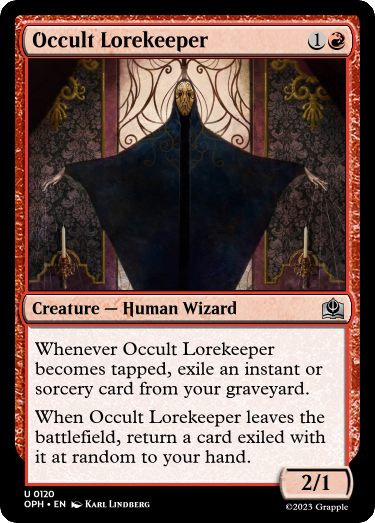 Occult Lorekeeper 1
Creature — Human Wizard
Whenever Occult Lorekeeper
becomes tapped, exile an instant or
sorcery card from your graveyard.
When Occult Lorekeeper leaves the
battlefield, return a card exiled with
it at random to your hand.
2/1
U 0120
OPH • EN Karl Lindberg
©2023 Grapple